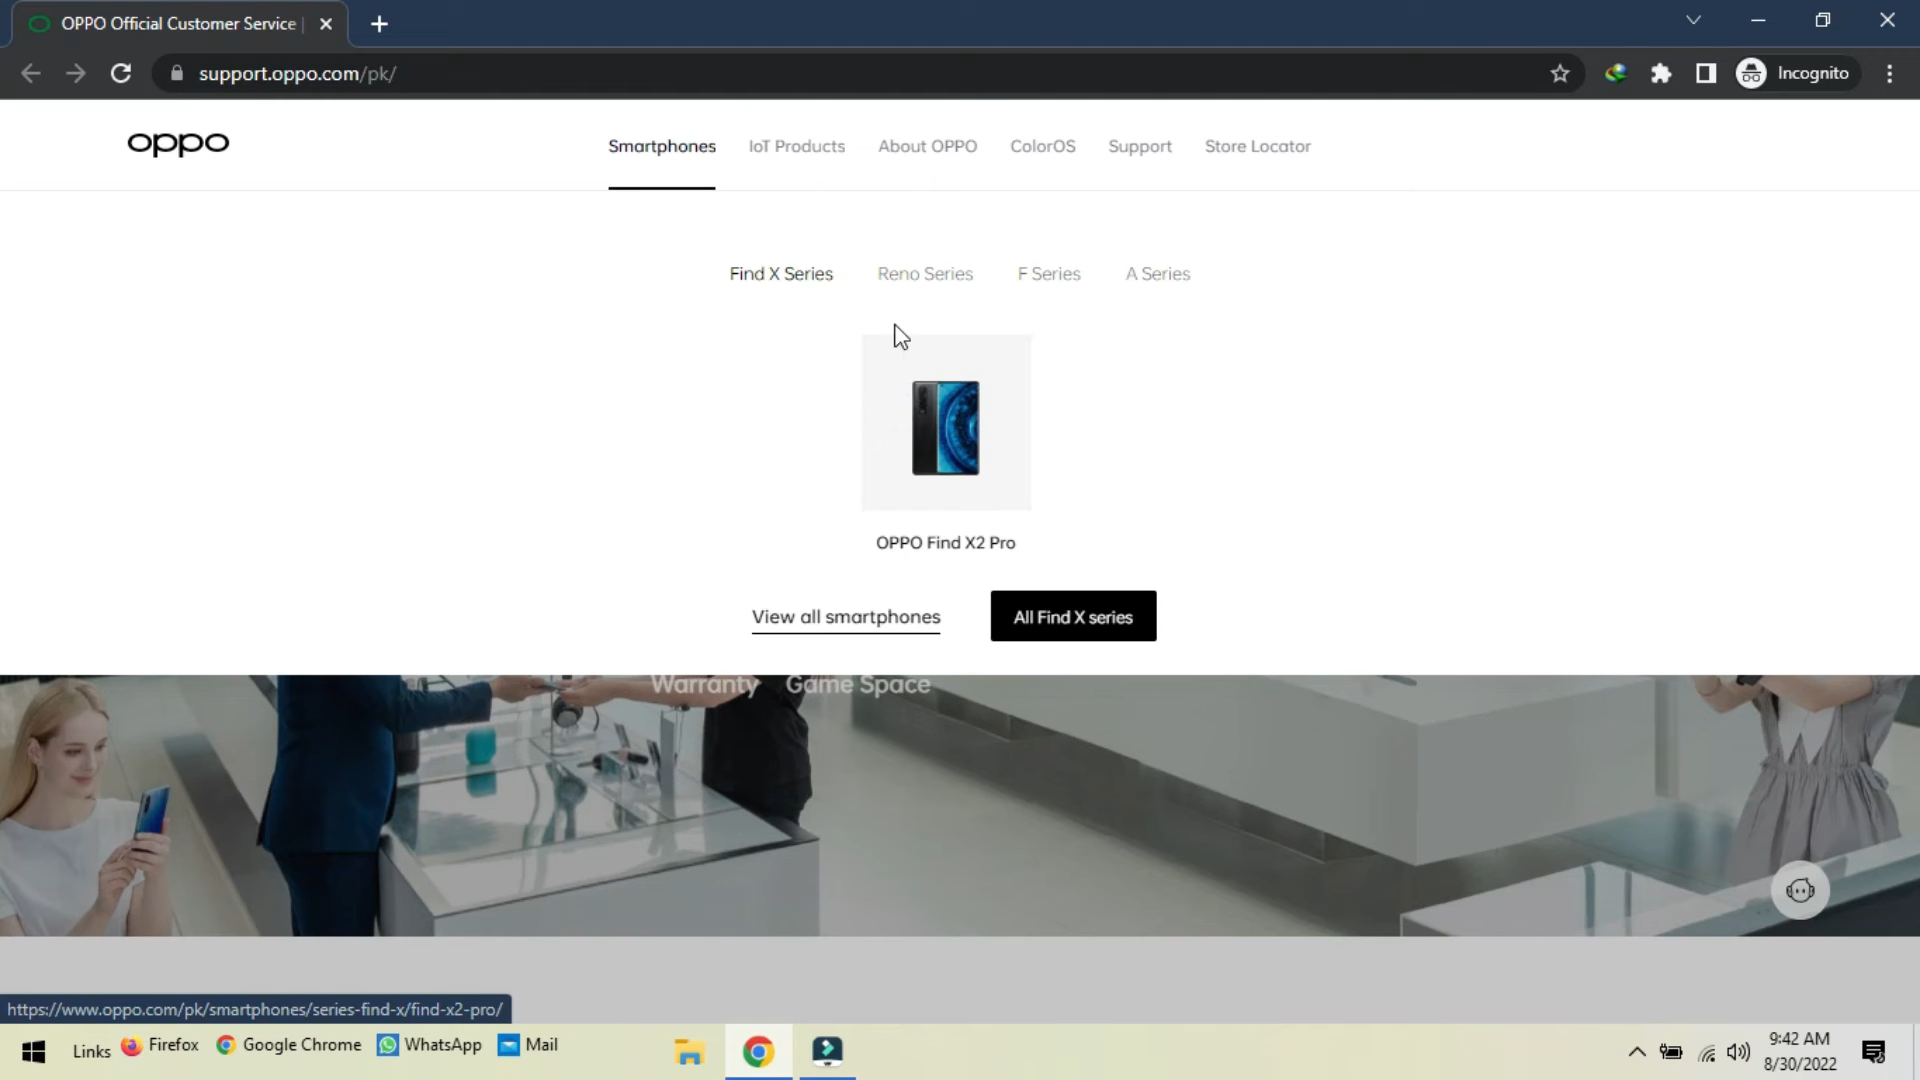 OPPO Official Customer Service |
support.oppo.com/pk/
Incognito
oppo
Smartphones IoT Products About OPPO ColorOS Support Store Locator
Find X Series Reno Series F Series A Series
OPPO Find X2 Pro
View all smartphones All Find X series
Warranty Game Space
https://www.oppo.com/pk/smartphones/series-find-x/find-x2-pro/
Links Firefox Google Chrome WhatsApp Mail
9:42 AM
8/30/2022